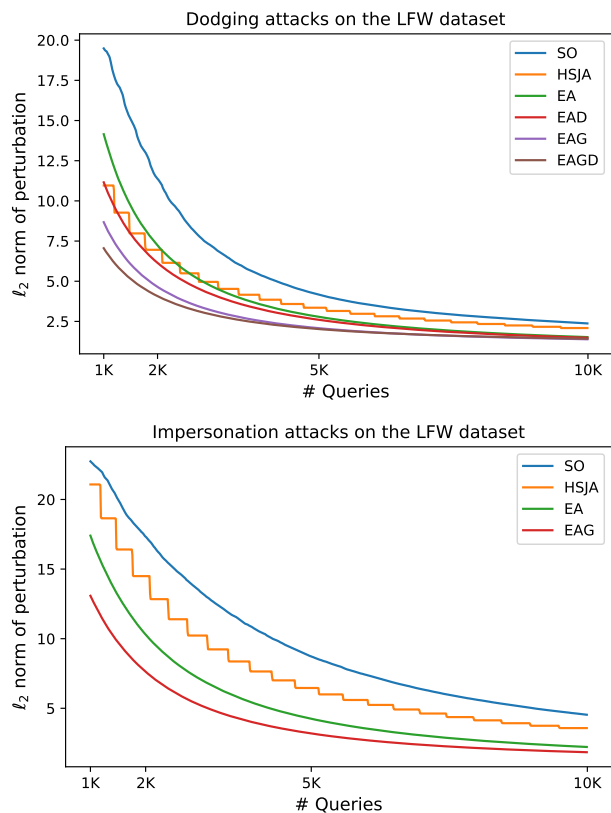 Dodging attacks on the LFW dataset
ℓ₂ norm of perturbation
20.0
17.5
15.0
12.5
10.0
7.5
5.0
2.5
SO
HSJA
EA
EAD
EAG
EAGD
1K 2K 5K 10K
# Queries
Impersonation attacks on the LFW dataset
ℓ₂ norm of perturbation
20
15
10
5
SO
HSJA
EA
EAG
1K 2K 5K 10K
# Queries